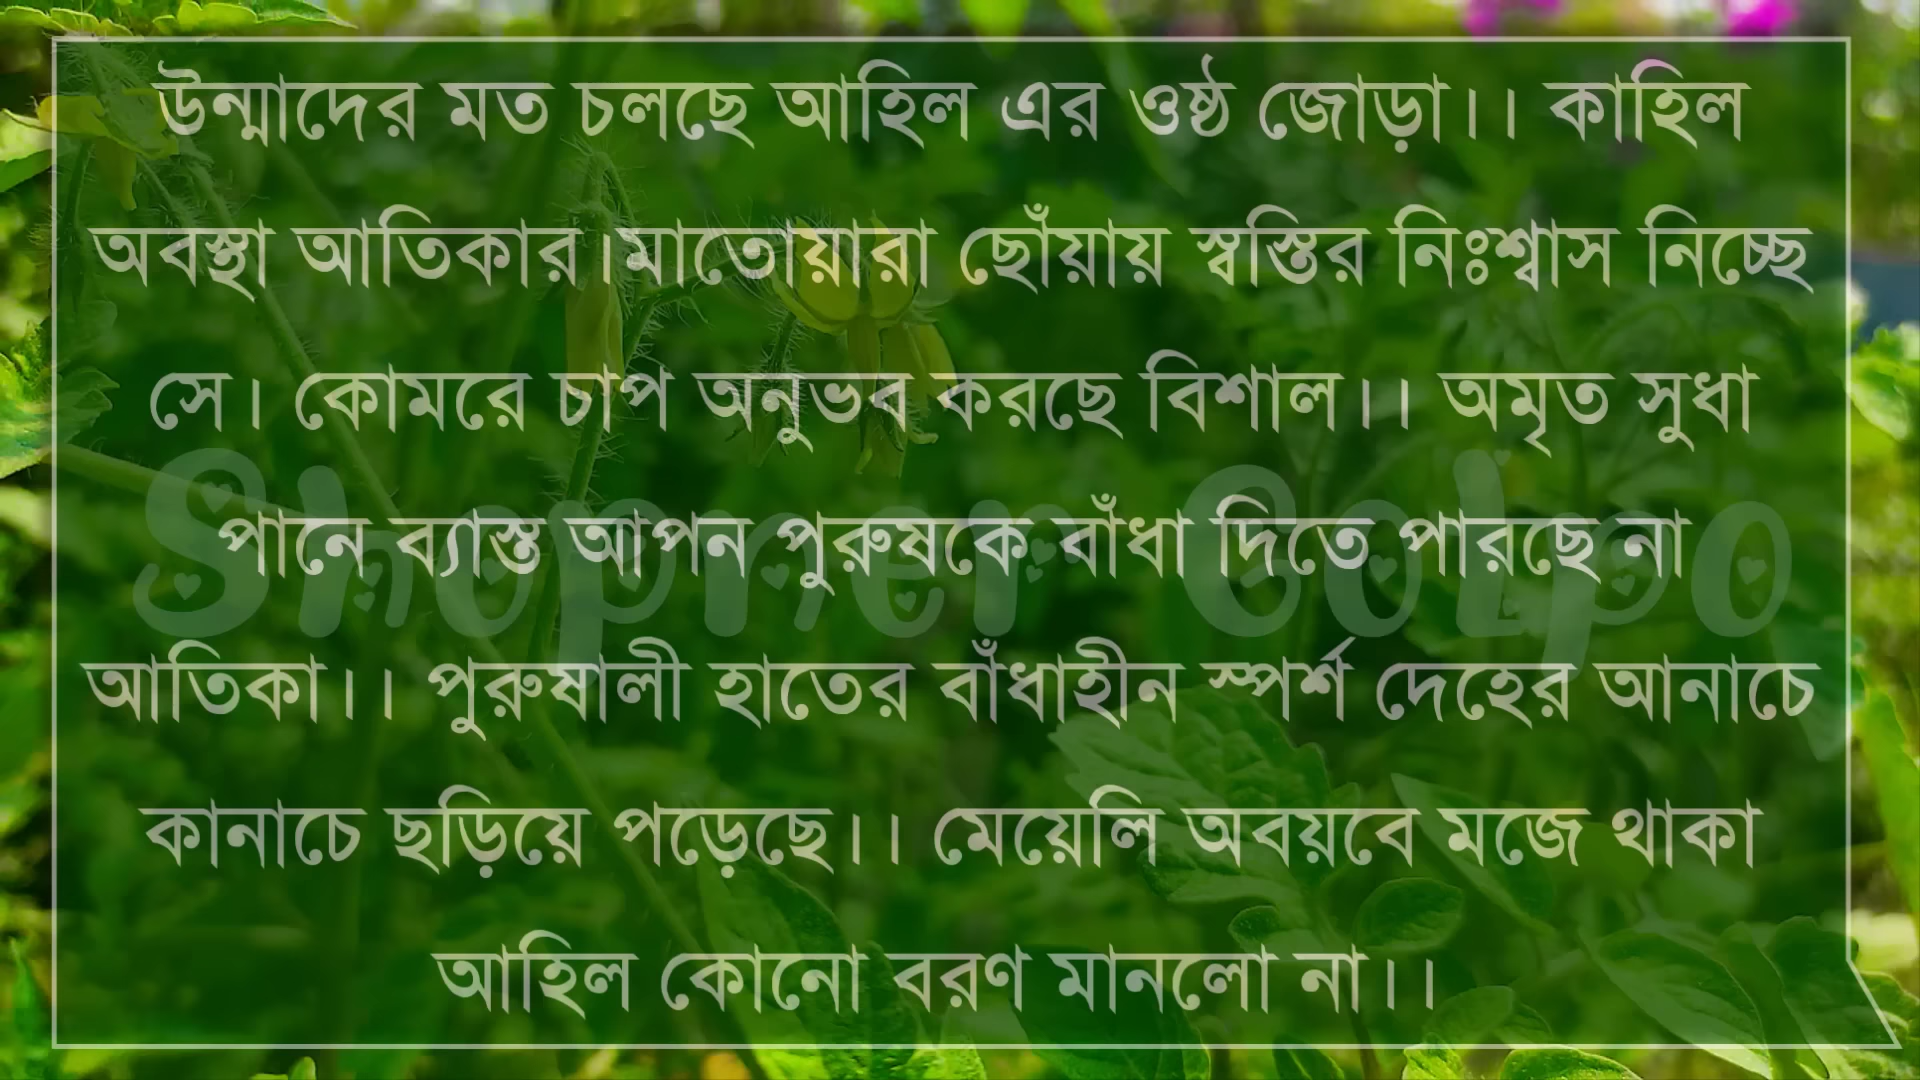 উন্মাদের মত চলছে আহিল এর ওষ্ঠ জোড়া।। কাহিল
অবস্থা আতিকার।মাতোয়ারা ছোঁয়ায় স্বস্তির নিঃশ্বাস নিচ্ছে
সে। কোমরে চাপ অনুভব করছে বিশাল।। অমৃত সুধা
পানে ব্যাস্ত আপন পুরুষকে বাঁধা দিতে পারছে না
আতিকা।। পুরুষালী হাতের বাঁধাহীন স্পর্শ দেহের আনাচে
কানাচে ছড়িয়ে পড়েছে।। মেয়েলি অবয়বে মজে থাকা
আহিল কোনো বরণ মানলো না।।
Shopner Golpo